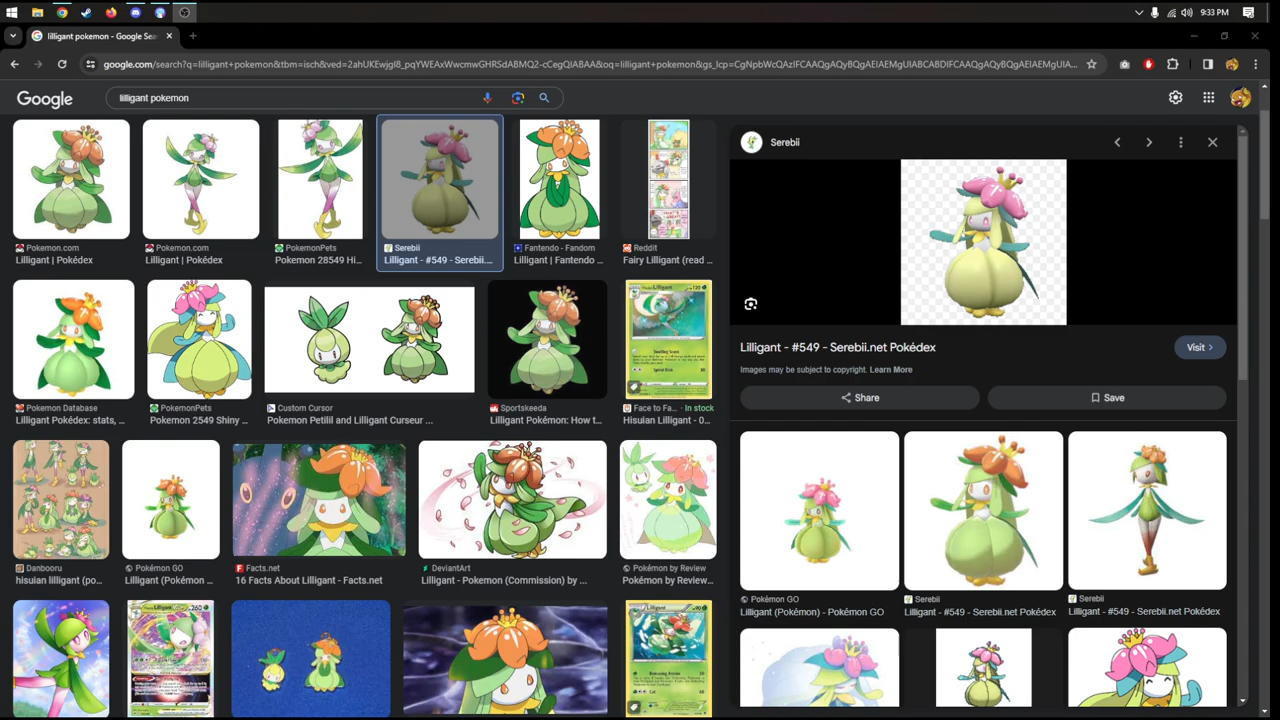 9:33 PM
lilligant pokemon - Google Sea
google.com/search?q=lilligant+pokemon&tbm=isch&ved=2ahUKEwjgl8_pqYWEAxWwcmwGHRSdABMQ2-cCegQIABAA&oq=lilligant+pokemon&gs_lcp=CgNpbWcQAzIFCAAQgAQyBQgAEIAEMgUIABCABDIFCAAQgAQyBQgAEIAEMgUIABCABDIFCAAQgAQyBQgAEIAEMgUIA...
Google
lilligant pokemon
Pokemon.com
Lilligant | Pokédex
Pokemon.com
Lilligant | Pokédex
PokemonPets
Pokemon 28549 Hi...
Serebii
Lilligant - #549 - Serebii....
Fantendo - Fandom
Lilligant | Fantendo ...
Reddit
Fairy Lilligant (read ...
Pokemon Database
Lilligant Pokédex: stats, ...
PokemonPets
Pokemon 2549 Shiny ...
Custom Cursor
Pokemon Petilil and Lilligant Curseur ...
Sportskeeda
Lilligant Pokémon: How t...
Face to Fa... · In stock
Hisuian Lilligant - 0...
Danbooru
hisuian lilligant (po...
Pokémon GO
Lilligant (Pokémon ...
Facts.net
16 Facts About Lilligant - Facts.net
DeviantArt
Lilligant - Pokemon (Commission) by ...
Pokémon by Review
Pokémon by Review...
Serebii
Lilligant - #549 - Serebii.net Pokédex
Visit
Images may be subject to copyright. Learn More
Share
Save
Pokémon GO
Lilligant (Pokémon) - Pokémon GO
Serebii
Lilligant - #549 - Serebii.net Pokédex
Serebii
Lilligant - #549 - Serebii.net Pokédex